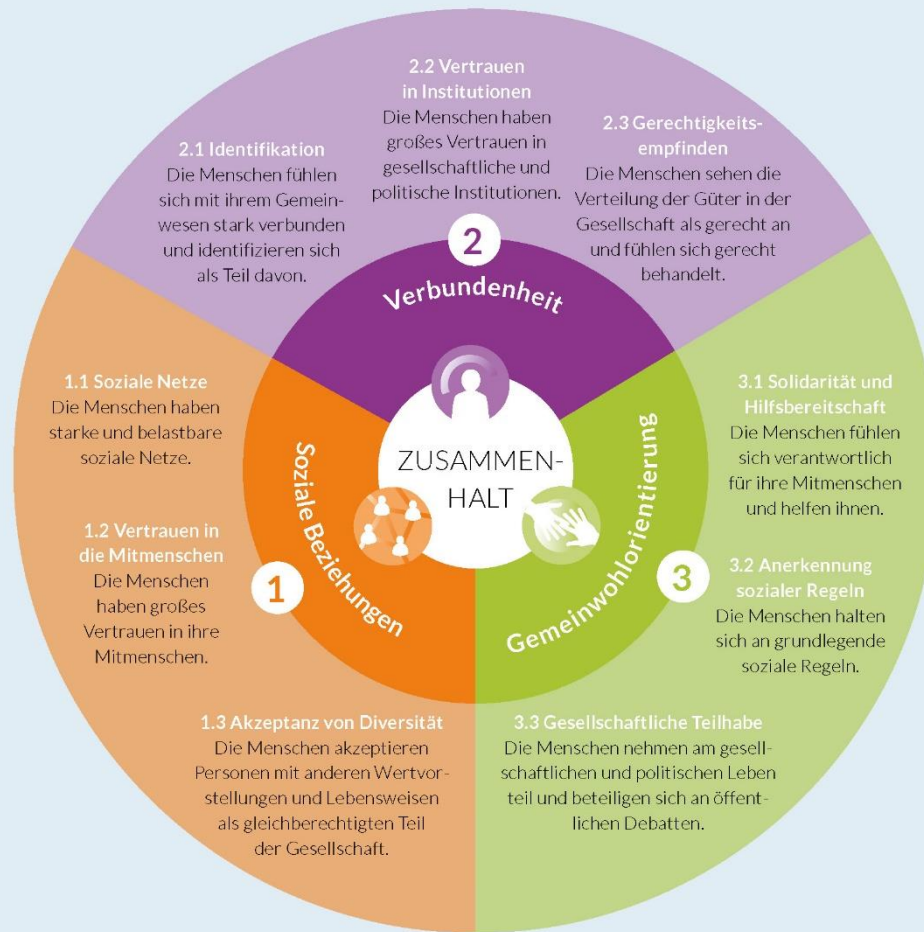 ZUSAMMEN-
HALT
1
Soziale Beziehungen
1.1 Soziale Netze
Die Menschen haben
starke und belastbare
soziale Netze.
1.2 Vertrauen in
die Mitmenschen
Die Menschen
haben großes
Vertrauen in ihre
Mitmenschen.
1.3 Akzeptanz von Diversität
Die Menschen akzeptieren
Personen mit anderen Wertvor-
stellungen und Lebensweisen
als gleichberechtigten Teil
der Gesellschaft.
2
Verbundenheit
2.1 Identifikation
Die Menschen fühlen
sich mit ihrem Gemein-
wesen stark verbunden
und identifizieren sich
als Teil davon.
2.2 Vertrauen
in Institutionen
Die Menschen haben
großes Vertrauen in
gesellschaftliche und
politische Institutionen.
2.3 Gerechtigkeits-
empfinden
Die Menschen sehen die
Verteilung der Güter in der
Gesellschaft als gerecht an
und fühlen sich gerecht
behandelt.
3
Gemeinwohlorientierung
3.1 Solidarität und
Hilfsbereitschaft
Die Menschen fühlen
sich verantwortlich
für ihre Mitmenschen
und helfen ihnen.
3.2 Anerkennung
sozialer Regeln
Die Menschen halten
sich an grundlegende
soziale Regeln.
3.3 Gesellschaftliche Teilhabe
Die Menschen nehmen am gesell-
schaftlichen und politischen Leben
teil und beteiligen sich an öffent-
lichen Debatten.